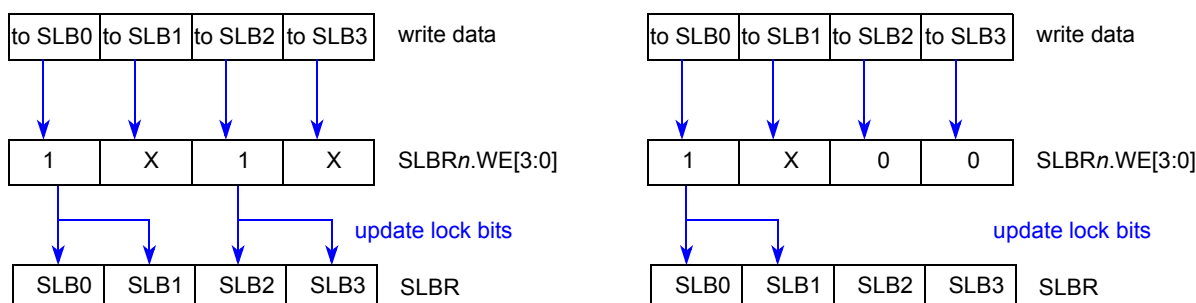 to SLB0 to SLB1 to SLB2 to SLB3 write data
1 X 1 X SLBRn.WE[3:0]
update lock bits
SLB0 SLB1 SLB2 SLB3 SLBR
to SLB0 to SLB1 to SLB2 to SLB3 write data
1 X 0 0 SLBRn.WE[3:0]
update lock bits
SLB0 SLB1 SLB2 SLB3 SLBR